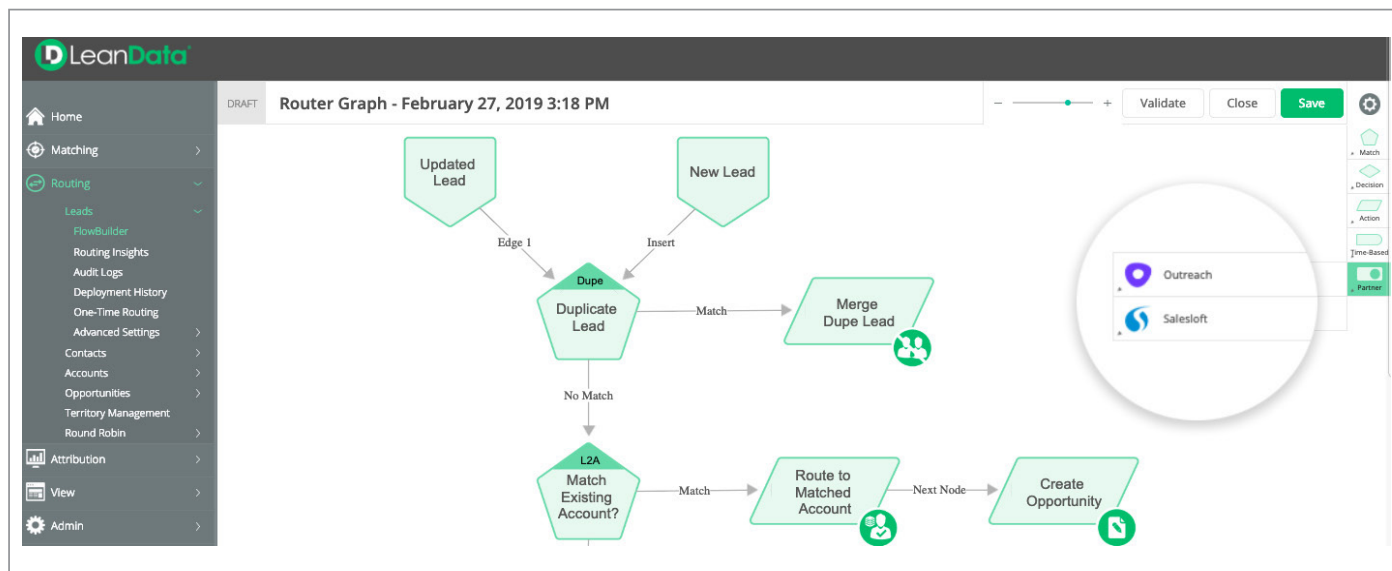 LeanData
Home
Matching
Routing
Leads
FlowBuilder
Routing Insights
Audit Logs
Deployment History
One-Time Routing
Advanced Settings
Contacts
Accounts
Opportunities
Territory Management
Round Robin
Attribution
View
Admin
DRAFT
Router Graph - February 27, 2019 3:18 PM
Validate
Close
Save
Updated
Lead
New Lead
Edge 1
Insert
Dupe
Duplicate
Lead
Match
Merge
Dupe Lead
No Match
L2A
Match
Existing
Account?
Match
Route to
Matched
Account
Next Node
Create
Opportunity
Outreach
Salesloft
Match
Decision
Action
Time-Based
Partner